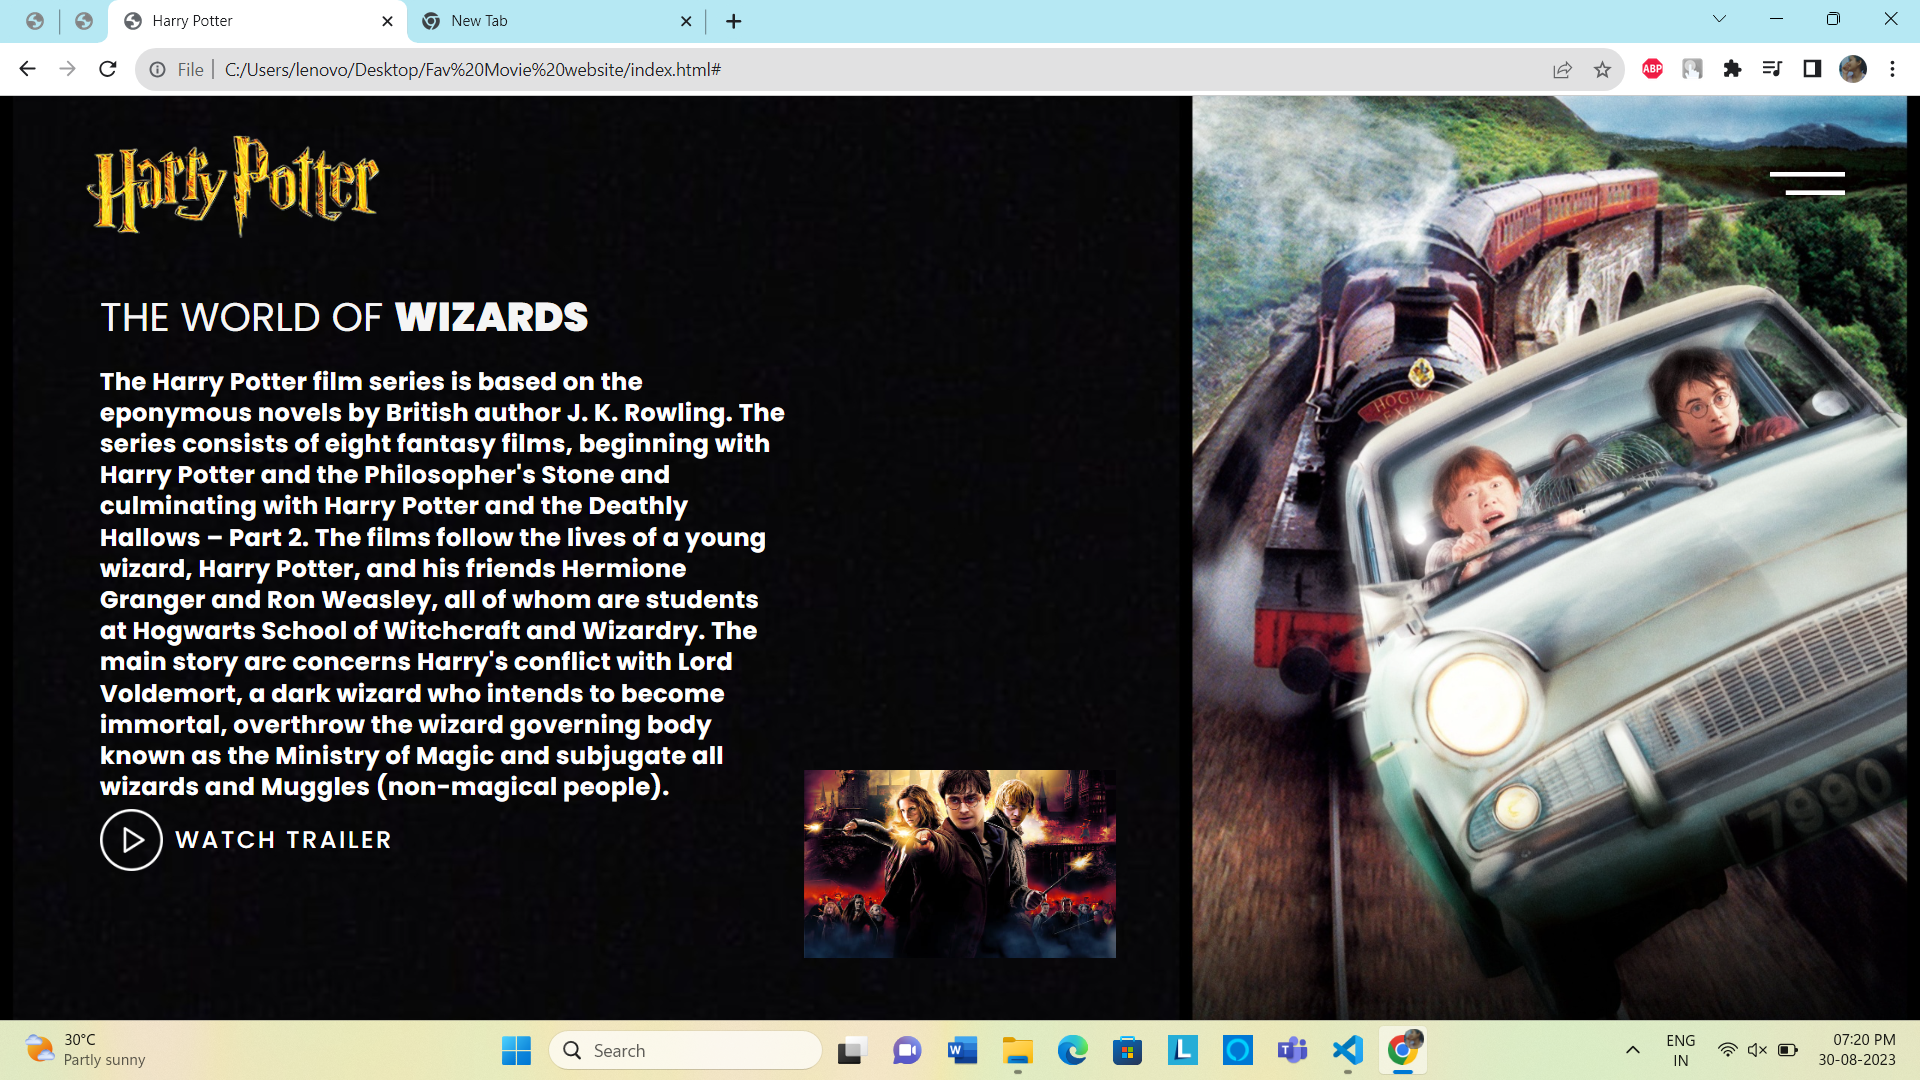 Harry Potter
New Tab
File
C:/Users/lenovo/Desktop/Fav%20Movie%20website/index.html#
ABP
Harry Potter
THE WORLD OF WIZARDS
The Harry Potter film series is based on the
eponymous novels by British author J. K. Rowling. The
series consists of eight fantasy films, beginning with
Harry Potter and the Philosopher's Stone and
culminating with Harry Potter and the Deathly
Hallows – Part 2. The films follow the lives of a young
wizard, Harry Potter, and his friends Hermione
Granger and Ron Weasley, all of whom are students
at Hogwarts School of Witchcraft and Wizardry. The
main story arc concerns Harry's conflict with Lord
Voldemort, a dark wizard who intends to become
immortal, overthrow the wizard governing body
known as the Ministry of Magic and subjugate all
wizards and Muggles (non-magical people).
WATCH TRAILER
7990
30°C
Partly sunny
Search
W
L
T
ENG
IN
07:20 PM
30-08-2023